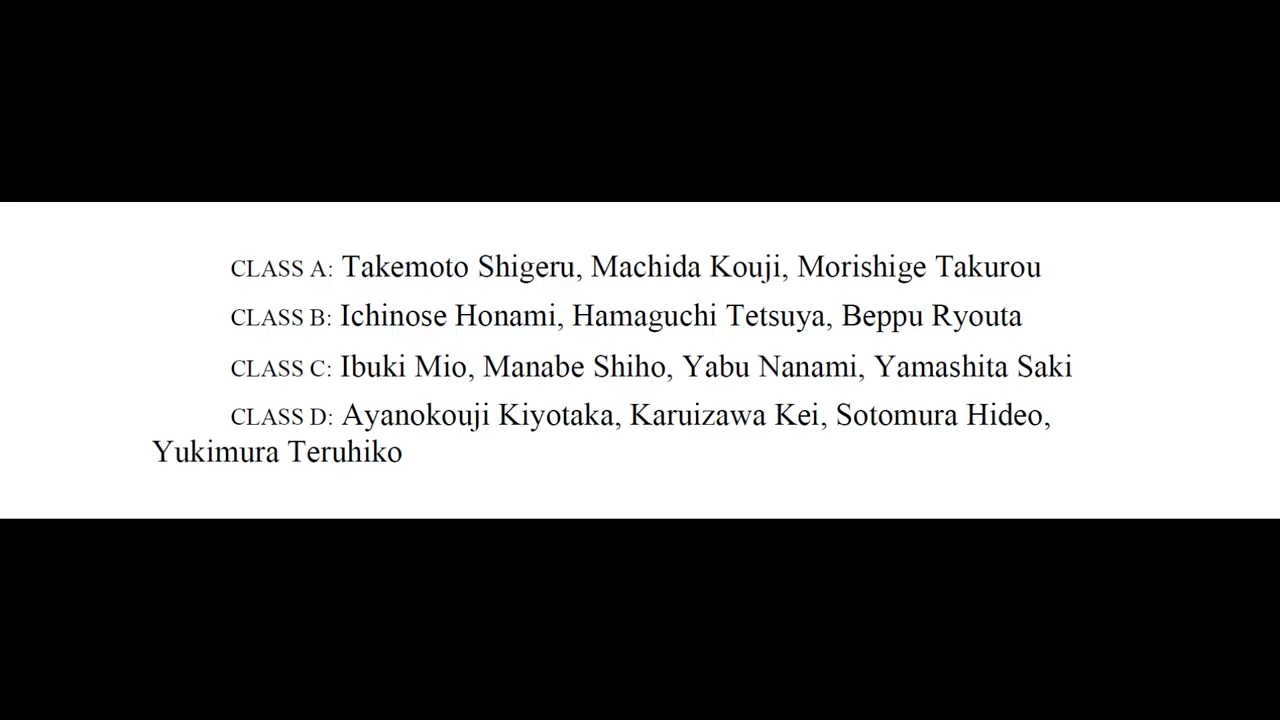 CLASS A: Takemoto Shigeru, Machida Kouji, Morishige Takurou
CLASS B: Ichinose Honami, Hamaguchi Tetsuya, Beppu Ryouta
CLASS C: Ibuki Mio, Manabe Shiho, Yabu Nanami, Yamashita Saki
CLASS D: Ayanokouji Kiyotaka, Karuizawa Kei, Sotomura Hideo,
Yukimura Teruhiko